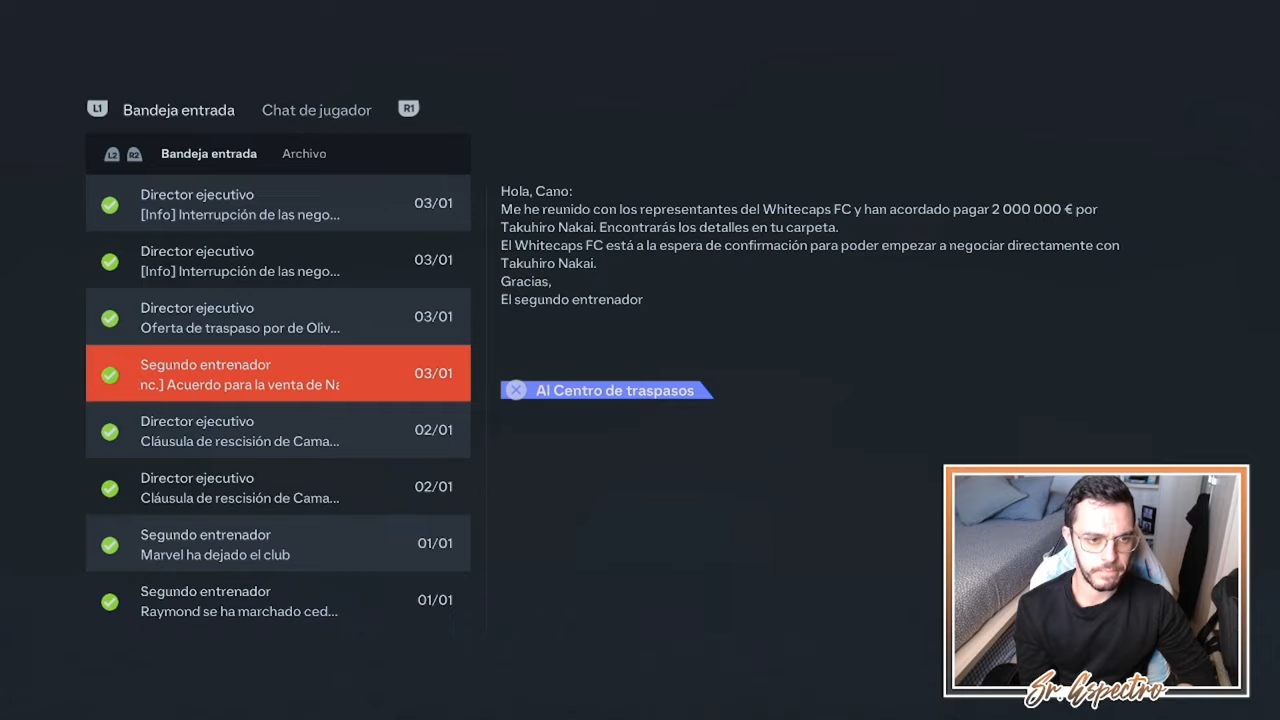 L1 Bandeja entrada Chat de jugador R1
L2 R2 Bandeja entrada Archivo
Director ejecutivo
[Info] Interrupción de las nego... 03/01
Director ejecutivo
[Info] Interrupción de las nego... 03/01
Director ejecutivo
Oferta de traspaso por de Oliv... 03/01
Segundo entrenador
nc.] Acuerdo para la venta de Na 03/01
Director ejecutivo
Cláusula de rescisión de Cama... 02/01
Director ejecutivo
Cláusula de rescisión de Cama... 02/01
Segundo entrenador
Marvel ha dejado el club 01/01
Segundo entrenador
Raymond se ha marchado ced... 01/01
Hola, Cano:
Me he reunido con los representantes del Whitecaps FC y han acordado pagar 2 000 000 € por
Takuhiro Nakai. Encontrarás los detalles en tu carpeta.
El Whitecaps FC está a la espera de confirmación para poder empezar a negociar directamente con
Takuhiro Nakai.
Gracias,
El segundo entrenador
Al Centro de traspasos
Sr. Aspectro